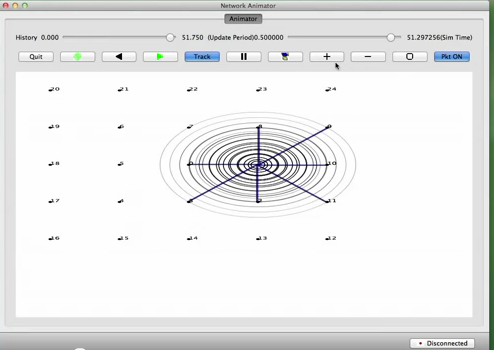 Network Animator
Animator
History 0.000 51.750 (Update Period)0.500000 51.297256(Sim Time)
Quit Track Pkt ON
20 21 22 23 24
19 6 7 8 9
18 5 10
17 4 2 11
16 15 14 13 12
Disconnected